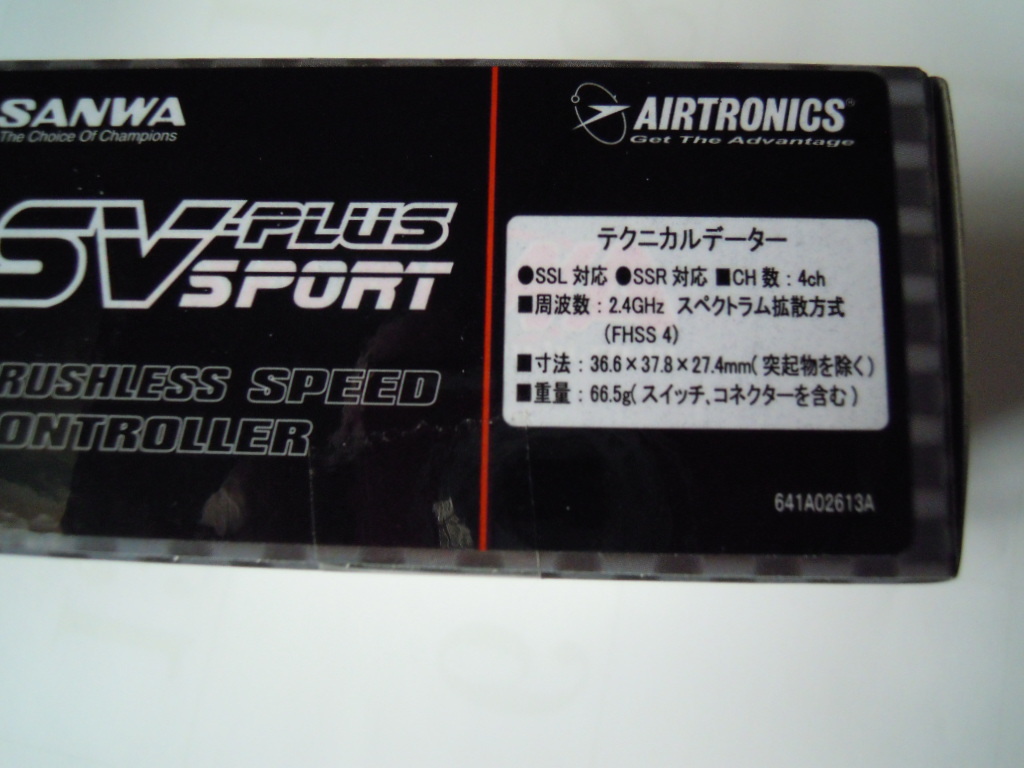 SANWA
The Choice Of Champions
SV-PLUS
SPORT
RUSHLESS SPEED
ONTROLLER
AIRTRONICS®
Get The Advantage
テクニカルデーター
●SSL 対応 ●SSR 対応 ■CH 数：4ch
■周波数：2.4GHz スペクトラム拡散方式
(FHSS 4)
■寸法：36.6×37.8×27.4mm(突起物を除く)
■重量：66.5g(スイッチ、コネクターを含む)
641A02613A